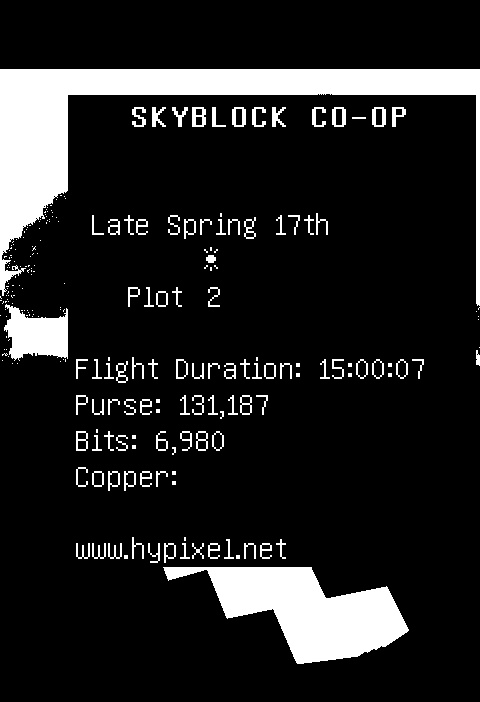 SKYBLOCK CO-OP
Late Spring 17th
Plot 2
Flight Duration: 15:00:07
Purse: 131,187
Bits: 6,980
Copper:
www.hypixel.net